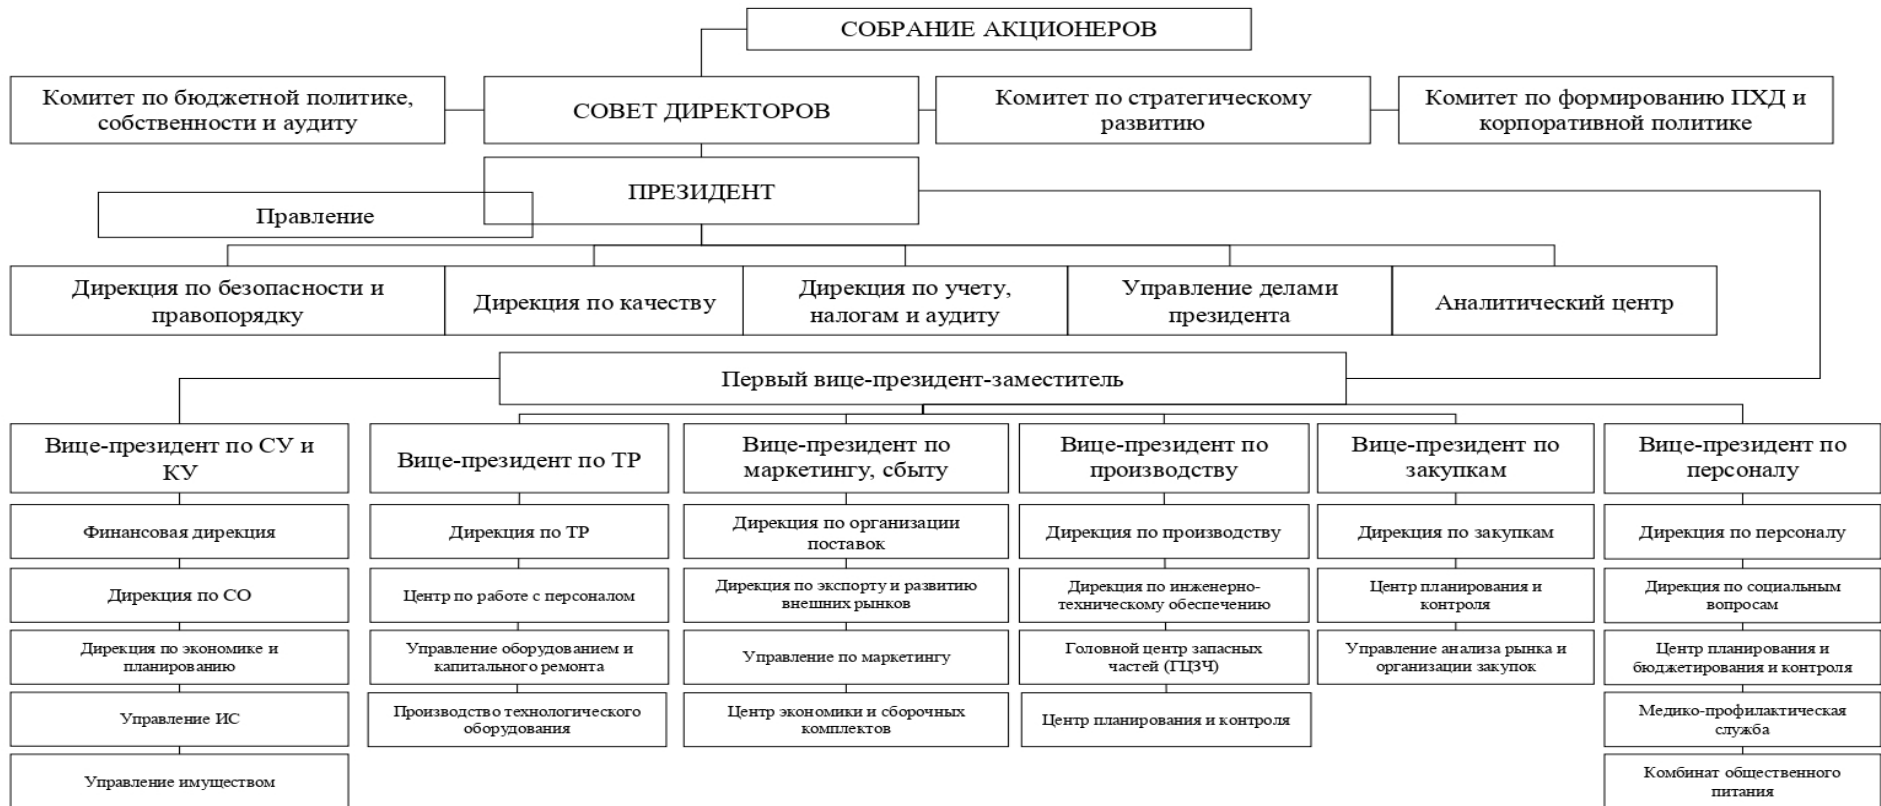 СОБРАНИЕ АКЦИОНЕРОВ
Комитет по бюджетной политике,
собственности и аудиту
СОВЕТ ДИРЕКТОРОВ
Комитет по стратегическому
развитию
Комитет по формированию ПХД и
корпоративной политике
ПРЕЗИДЕНТ
Правление
Дирекция по безопасности и
правопорядку
Дирекция по качеству
Дирекция по учету,
налогам и аудиту
Управление делами
президента
Аналитический центр
Первый вице-президент-заместитель
Вице-президент по СУ и
КУ
Вице-президент по ТР
Вице-президент по
маркетингу, сбыту
Вице-президент по
производству
Вице-президент по
закупкам
Вице-президент по
персоналу
Финансовая дирекция
Дирекция по ТР
Дирекция по организации
поставок
Дирекция по производству
Дирекция по закупкам
Дирекция по персоналу
Дирекция по СО
Центр по работе с персоналом
Дирекция по экспорту и развитию
внешних рынков
Дирекция по инженерно-
техническому обеспечению
Центр планирования и
контроля
Дирекция по социальным
вопросам
Дирекция по экономике и
планированию
Управление оборудованием и
капитального ремонта
Управление по маркетингу
Головной центр запасных
частей (ГЦЗЧ)
Управление анализа рынка и
организации закупок
Центр планирования и
бюджетирования и контроля
Управление ИС
Производство технологического
оборудования
Центр экономики и сборочных
комплектов
Центр планирования и контроля
Медико-профилактическая
служба
Управление имуществом
Комбинат общественного
питания